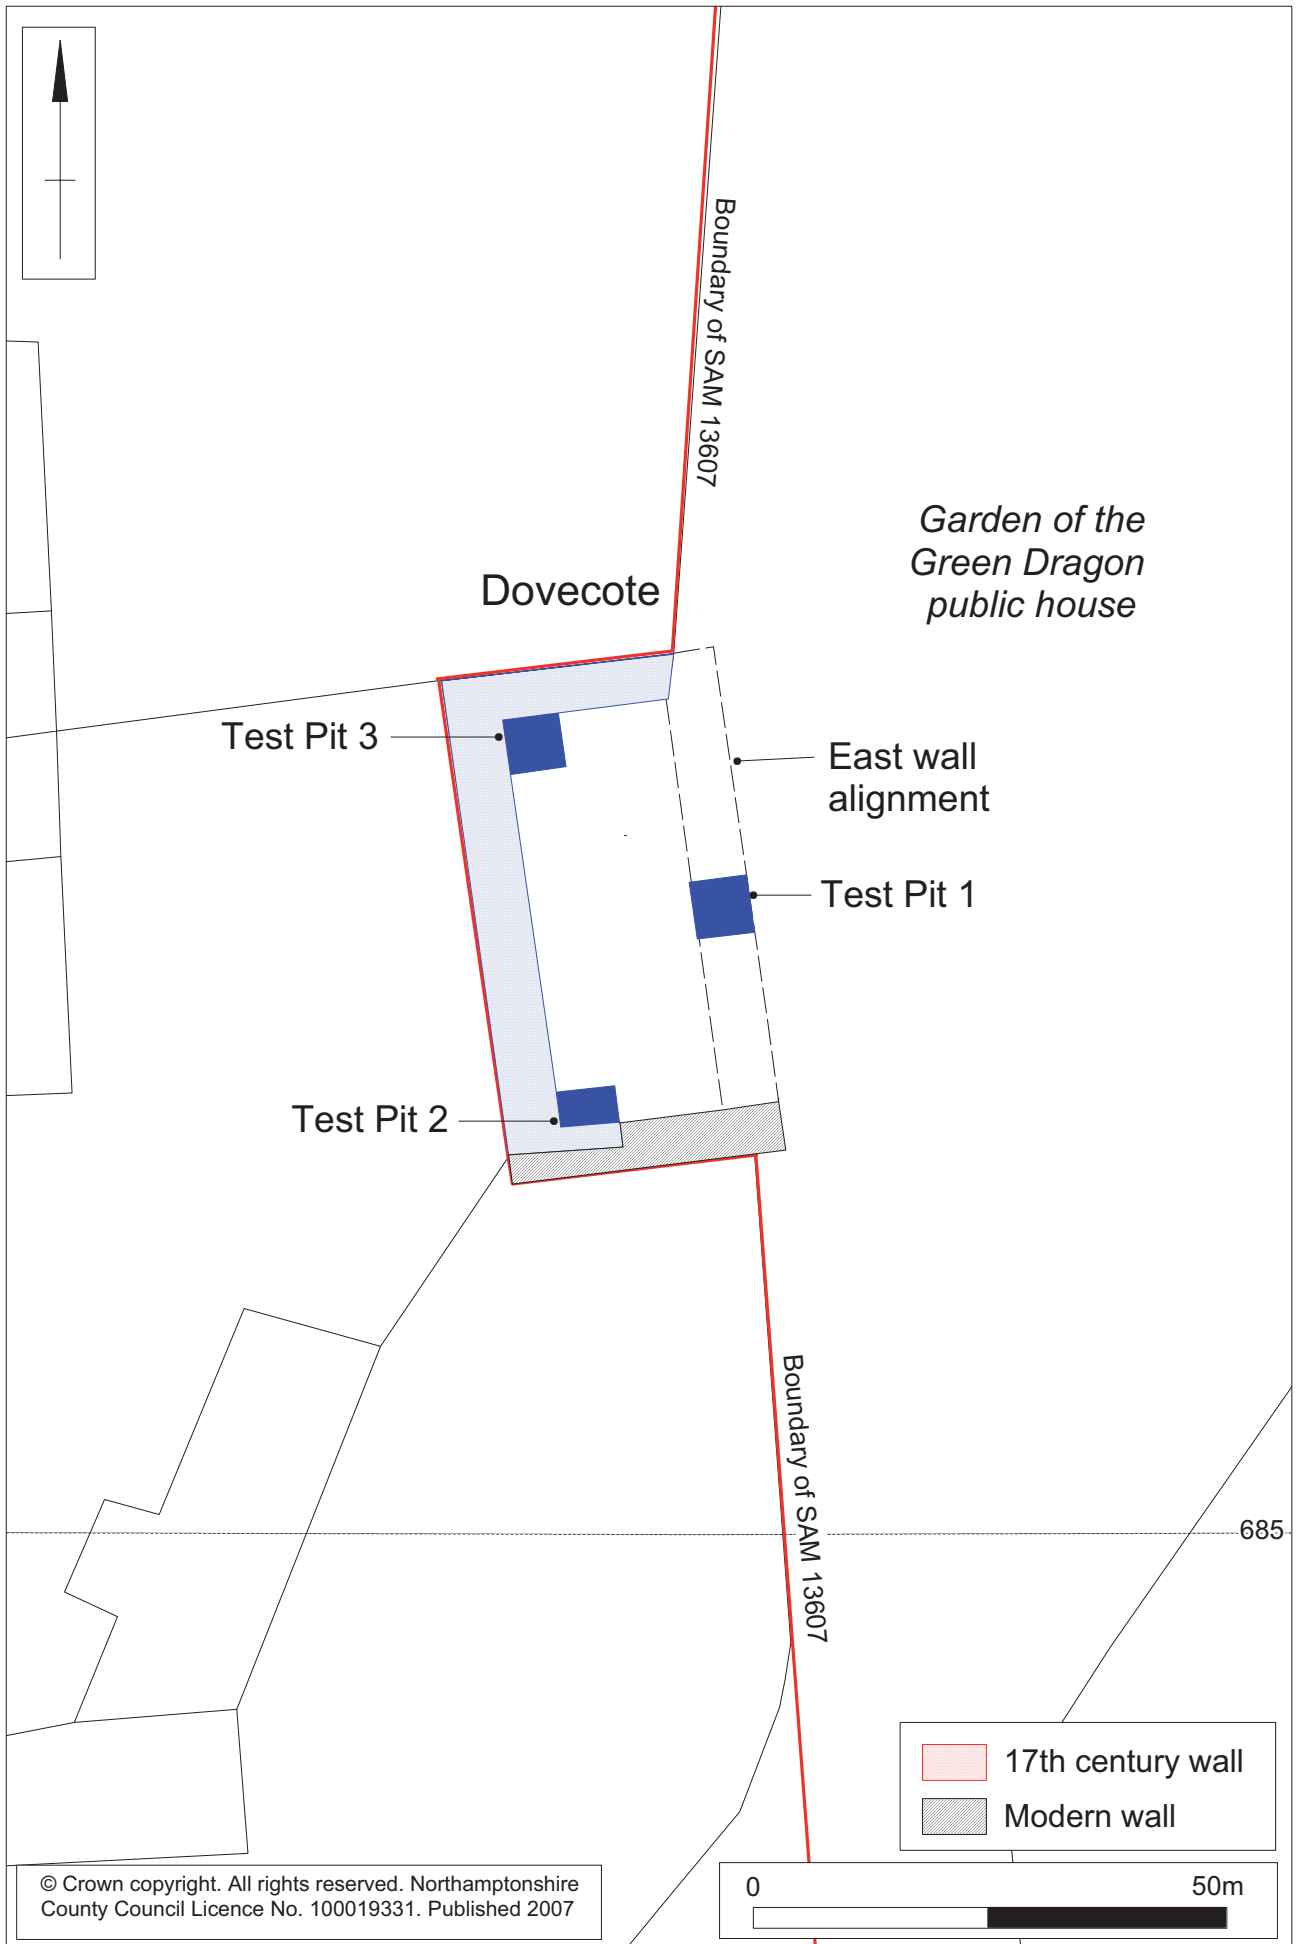 Boundary of SAM 13607
Garden of the
Green Dragon
public house
Dovecote
Test Pit 3
East wall
alignment
Test Pit 1
Test Pit 2
Boundary of SAM 13607
685
17th century wall
Modern wall
© Crown copyright. All rights reserved. Northamptonshire
County Council Licence No. 100019331. Published 2007
0 50m